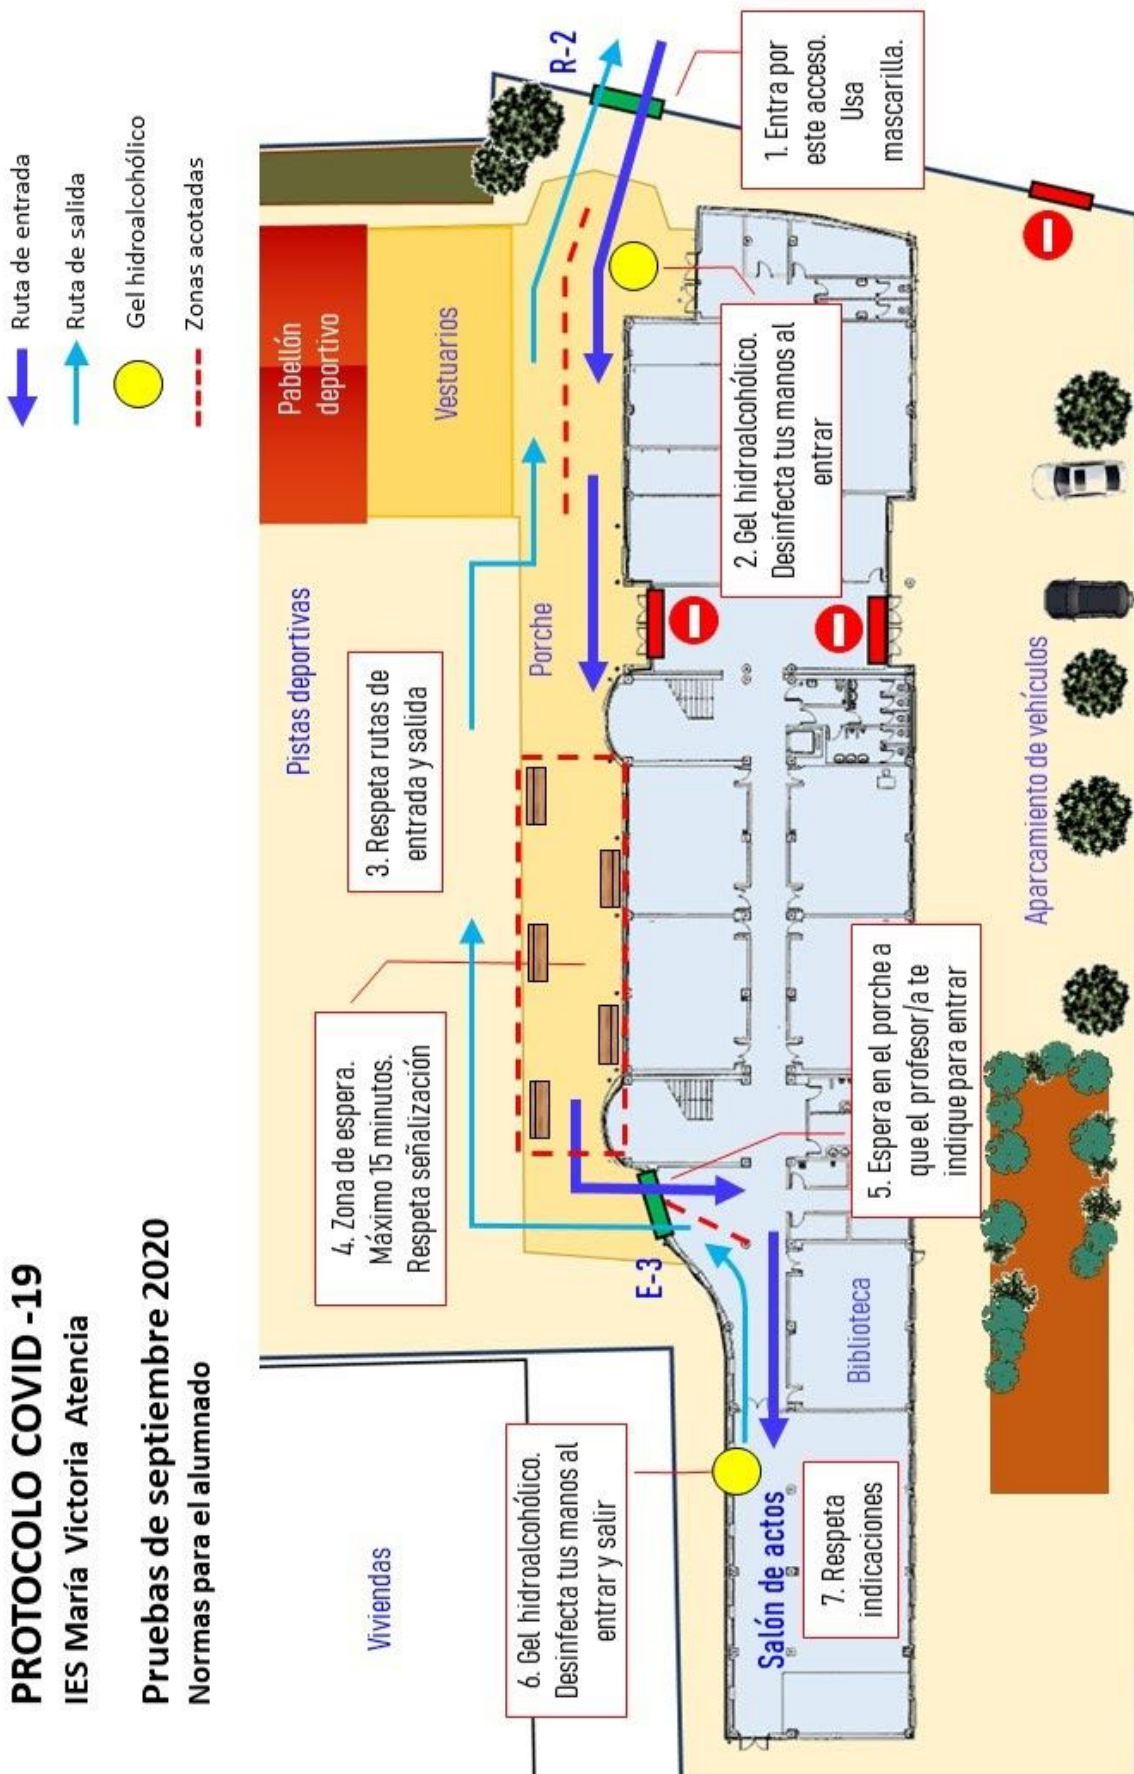 PROTOCOLO COVID -19
IES María Victoria Atencia
Pruebas de septiembre 2020
Normas para el alumnado
Ruta de entrada
Ruta de salida
Gel hidroalcohólico
Zonas acotadas
Viviendas
Pistas deportivas
Pabellón
deportivo
Vestuarios
4. Zona de espera.
Máximo 15 minutos.
Respeta señalización
3. Respeta rutas de
entrada y salida
Porche
R-2
1. Entra por
este acceso.
Usa
mascarilla.
6. Gel hidroalcohólico.
Desinfecta tus manos al
entrar y salir
E-3
2. Gel hidroalcohólico.
Desinfecta tus manos al
entrar
Salón de actos
7. Respeta
indicaciones
Biblioteca
5. Espera en el porche a
que el profesor/a te
indique para entrar
Aparcamiento de vehículos